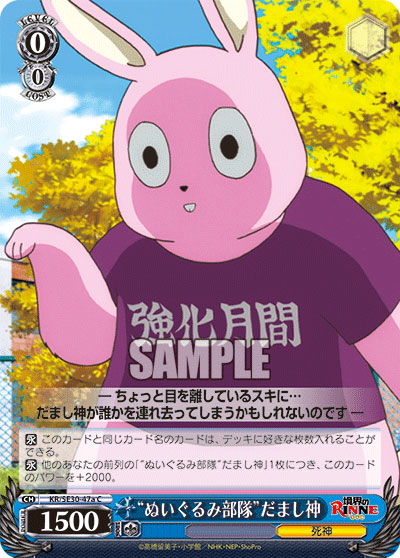 LEVEL
0
0
COST
強化月間
SAMPLE
― ちょっと目を離しているスキに…
だまし神が誰かを連れ去ってしまうかもしれないのです ―
永 このカードと同じカード名のカードは、デッキに好きな枚数入れることができる。
永 他のあなたの前列の「“ぬいぐるみ部隊”だまし神」1枚につき、このカードのパワーを+2000。
CH
KR/SE30-47a C
“ぬいぐるみ部隊”だまし神
境界のRINNE
1500
死神
©高橋留美子・小学館/NHK・NEP・ShoPro